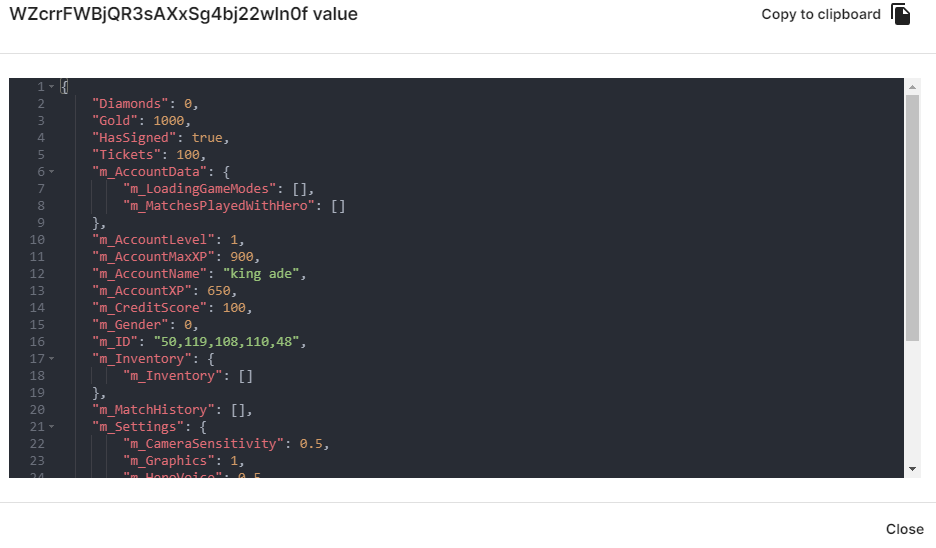 WZcrrFWBjQR3sAXxSg4bj22wln0f value
Copy to clipboard
1 {
2 "Diamonds": 0,
3 "Gold": 1000,
4 "HasSigned": true,
5 "Tickets": 100,
6 "m_AccountData": {
7 "m_LoadingGameModes": [],
8 "m_MatchesPlayedWithHero": []
9 },
10 "m_AccountLevel": 1,
11 "m_AccountMaxXP": 900,
12 "m_AccountName": "king ade",
13 "m_AccountXP": 650,
14 "m_CreditScore": 100,
15 "m_Gender": 0,
16 "m_ID": "50,119,108,110,48",
17 "m_Inventory": {
18 "m_Inventory": []
19 },
20 "m_MatchHistory": [],
21 "m_Settings": {
22 "m_CameraSensitivity": 0.5,
23 "m_Graphics": 1,
24 "m_HeroVoice": 0.5
Close